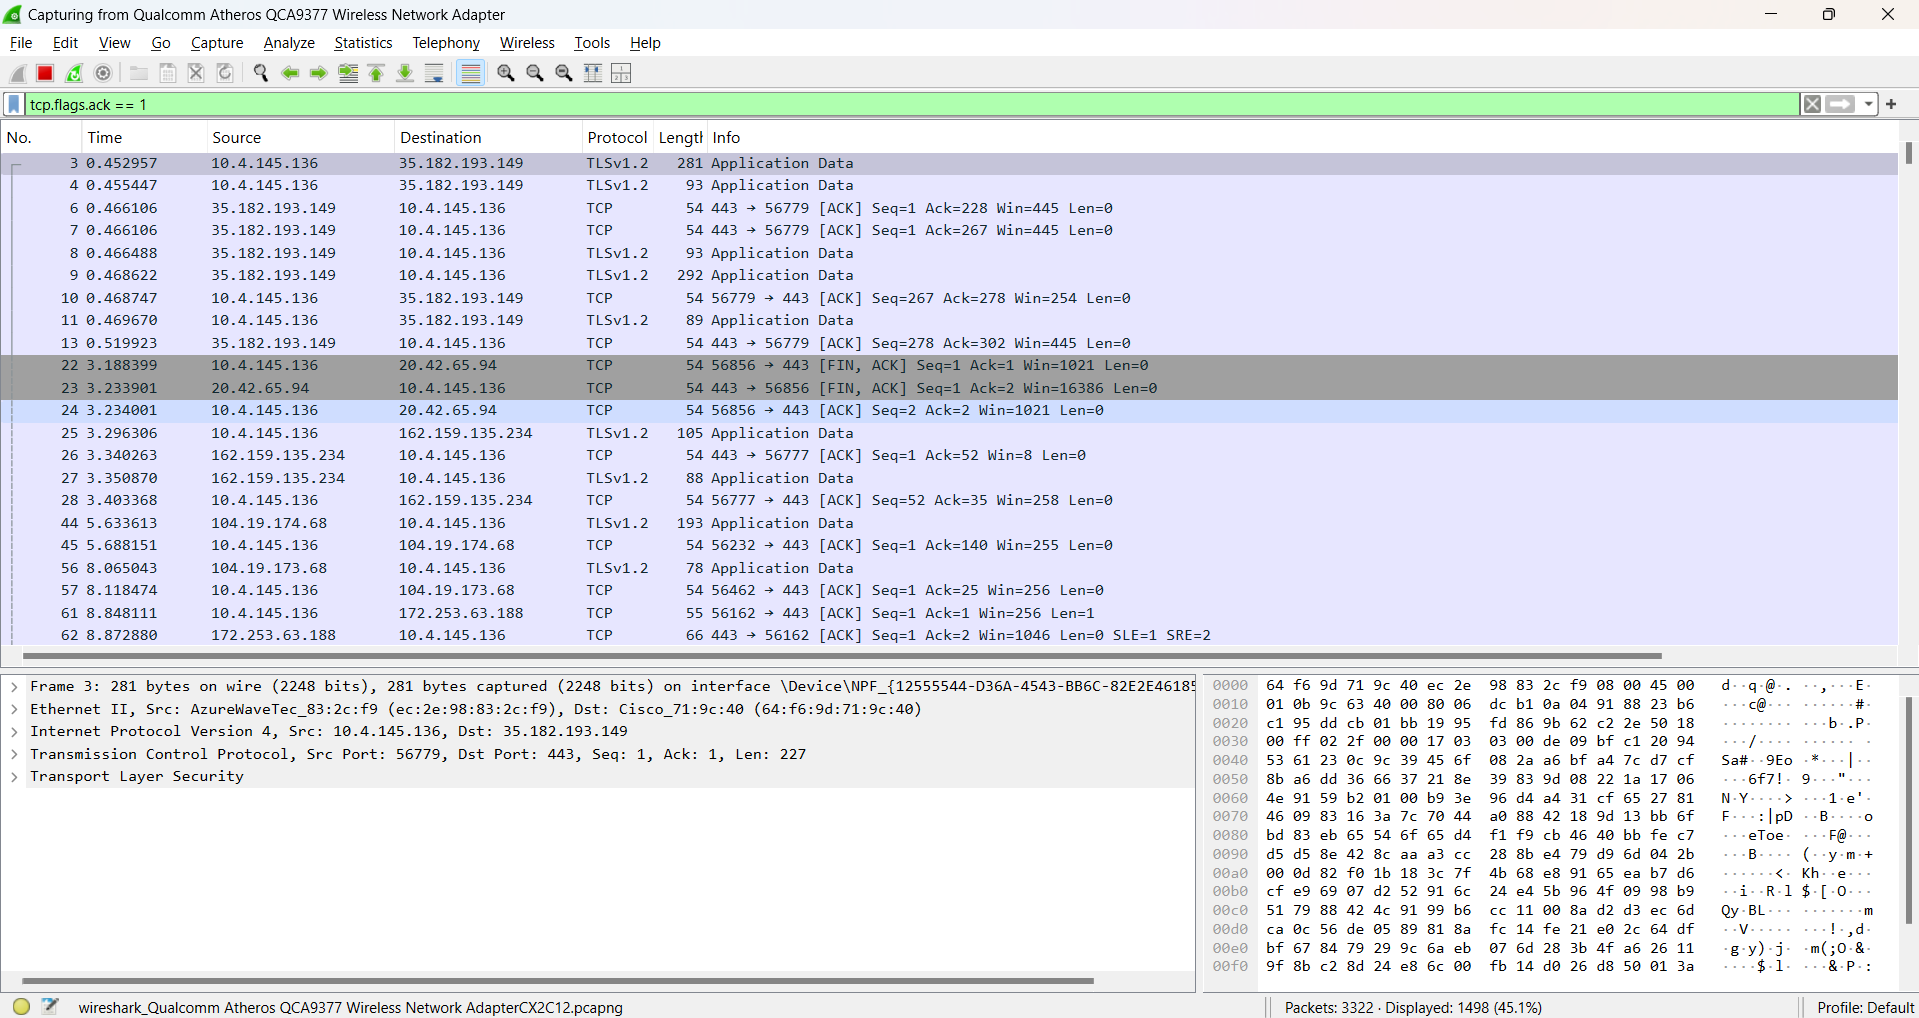 Capturing from Qualcomm Atheros QCA9377 Wireless Network Adapter
File Edit View Go Capture Analyze Statistics Telephony Wireless Tools Help
tcp.flags.ack == 1
No. Time Source Destination Protocol Length Info
3 0.452957 10.4.145.136 35.182.193.149 TLSv1.2 281 Application Data
4 0.455447 10.4.145.136 35.182.193.149 TLSv1.2 93 Application Data
6 0.466106 35.182.193.149 10.4.145.136 TCP 54 443 → 56779 [ACK] Seq=1 Ack=228 Win=445 Len=0
7 0.466106 35.182.193.149 10.4.145.136 TCP 54 443 → 56779 [ACK] Seq=1 Ack=267 Win=445 Len=0
8 0.466488 35.182.193.149 10.4.145.136 TLSv1.2 93 Application Data
9 0.468622 35.182.193.149 10.4.145.136 TLSv1.2 292 Application Data
10 0.468747 10.4.145.136 35.182.193.149 TCP 54 56779 → 443 [ACK] Seq=267 Ack=278 Win=254 Len=0
11 0.469670 10.4.145.136 35.182.193.149 TLSv1.2 89 Application Data
13 0.519923 35.182.193.149 10.4.145.136 TCP 54 443 → 56779 [ACK] Seq=278 Ack=302 Win=445 Len=0
22 3.188399 10.4.145.136 20.42.65.94 TCP 54 56856 → 443 [FIN, ACK] Seq=1 Ack=1 Win=1021 Len=0
23 3.233901 20.42.65.94 10.4.145.136 TCP 54 443 → 56856 [FIN, ACK] Seq=1 Ack=2 Win=16386 Len=0
24 3.234001 10.4.145.136 20.42.65.94 TCP 54 56856 → 443 [ACK] Seq=2 Ack=2 Win=1021 Len=0
25 3.296306 10.4.145.136 162.159.135.234 TLSv1.2 105 Application Data
26 3.340263 162.159.135.234 10.4.145.136 TCP 54 443 → 56777 [ACK] Seq=1 Ack=52 Win=8 Len=0
27 3.350870 162.159.135.234 10.4.145.136 TLSv1.2 88 Application Data
28 3.403368 10.4.145.136 162.159.135.234 TCP 54 56777 → 443 [ACK] Seq=52 Ack=35 Win=258 Len=0
44 5.633613 104.19.174.68 10.4.145.136 TLSv1.2 193 Application Data
45 5.688151 10.4.145.136 104.19.174.68 TCP 54 56232 → 443 [ACK] Seq=1 Ack=140 Win=255 Len=0
56 8.065043 104.19.173.68 10.4.145.136 TLSv1.2 78 Application Data
57 8.118474 10.4.145.136 104.19.173.68 TCP 54 56462 → 443 [ACK] Seq=1 Ack=25 Win=256 Len=0
61 8.848111 10.4.145.136 172.253.63.188 TCP 55 56162 → 443 [ACK] Seq=1 Ack=1 Win=256 Len=1
62 8.872880 172.253.63.188 10.4.145.136 TCP 66 443 → 56162 [ACK] Seq=1 Ack=2 Win=1046 Len=0 SLE=1 SRE=2
Frame 3: 281 bytes on wire (2248 bits), 281 bytes captured (2248 bits) on interface \Device\NPF_{12555544-D36A-4543-BB6C-82E2E46185
Ethernet II, Src: AzureWaveTec_83:2c:f9 (ec:2e:98:83:2c:f9), Dst: Cisco_71:9c:40 (64:f6:9d:71:9c:40)
Internet Protocol Version 4, Src: 10.4.145.136, Dst: 35.182.193.149
Transmission Control Protocol, Src Port: 56779, Dst Port: 443, Seq: 1, Ack: 1, Len: 227
Transport Layer Security
0000 64 f6 9d 71 9c 40 ec 2e 98 83 2c f9 08 00 45 00 d··q·@·. ··,···E·
0010 01 0b 9c 63 40 00 80 06 dc b1 0a 04 91 88 23 b6 ···c@··· ······#·
0020 c1 95 dd cb 01 bb 19 95 fd 86 9b 62 c2 2e 50 18 ········ ···b·.P·
0030 00 ff 02 2f 00 00 17 03 03 00 de 09 bf c1 20 94 ···/···· ······ ·
0040 53 61 23 0c 9c 39 45 6f 08 2a a6 bf a4 7c d7 cf Sa#··9Eo ·*···|··
0050 8b a6 dd 36 66 37 21 8e 39 83 9d 08 22 1a 17 06 ···6f7!· 9···"···
0060 4e 91 59 b2 01 00 b9 3e 96 d4 a4 31 cf 65 27 81 N·Y····> ···1·e'·
0070 46 09 83 16 3a 7c 70 44 a0 88 42 18 9d 13 bb 6f F···:|pD ··B····o
0080 bd 83 eb 65 54 6f 65 d4 f1 f9 cb 46 40 bb fe c7 ···eToe· ···F@···
0090 d5 d5 8e 42 8c aa a3 cc 28 8b e4 79 d9 6d 04 2b ···B···· (··y·m·+
00a0 00 0d 82 f0 1b 18 3c 7f 4b 68 e8 91 65 ea b7 d6 ······<· Kh··e···
00b0 cf e9 69 07 d2 52 91 6c 24 e4 5b 96 4f 09 98 b9 ··i··R·l $·[·O···
00c0 51 79 88 42 4c 91 99 b6 cc 11 00 8a d2 d3 ec 6d Qy·BL··· ·······m
00d0 ca 0c 56 de 05 89 81 8a fc 14 fe 21 e0 2c 64 df ··V····· ···!·,d·
00e0 bf 67 84 79 29 9c 6a eb 07 6d 28 3b 4f a6 26 11 ·g·y)·j· ·m(;O·&·
00f0 9f 8b c2 8d 24 e8 6c 00 fb 14 d0 26 d8 50 01 3a ····$·l· ···&·P·:
wireshark_Qualcomm Atheros QCA9377 Wireless Network AdapterCX2C12.pcapng Packets: 3322 · Displayed: 1498 (45.1%) Profile: Default